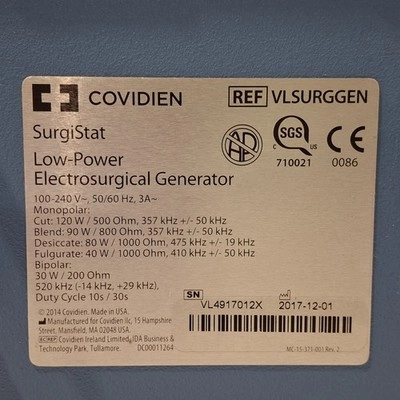 COVIDIEN
REF VLSURGGEN
SurgiStat
Low-Power
Electrosurgical Generator
SGS
C US
710021
CE
0086
100-240 V~, 50/60 Hz, 3A~
Monopolar:
Cut: 120 W / 500 Ohm, 357 kHz +/- 50 kHz
Blend: 90 W / 800 Ohm, 357 kHz +/- 50 kHz
Desiccate: 80 W / 1000 Ohm, 475 kHz +/- 19 kHz
Fulgurate: 40 W / 1000 Ohm, 410 kHz +/- 50 kHz
Bipolar:
30 W / 200 Ohm
520 kHz (-14 kHz, +29 kHz),
Duty Cycle 10s / 30s
SN
VL4917012X 2017-12-01
© 2014 Covidien. Made in USA.
Manufactured for Covidien llc, 15 Hampshire
Street, Mansfield, MA 02048 USA
EC REP Covidien Ireland Limited, IDA Business &
Technology Park, Tullamore. DC00011264